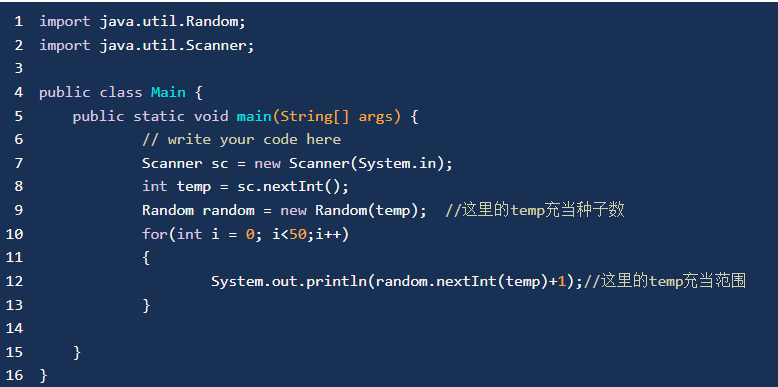 1 import java.util.Random;
2 import java.util.Scanner;
3
4 public class Main {
5 public static void main(String[] args) {
6 // write your code here
7 Scanner sc = new Scanner(System.in);
8 int temp = sc.nextInt();
9 Random random = new Random(temp); //这里的temp充当种子数
10 for(int i = 0; i<50;i++)
11 {
12 System.out.println(random.nextInt(temp)+1);//这里的temp充当范围
13 }
14
15 }
16 }